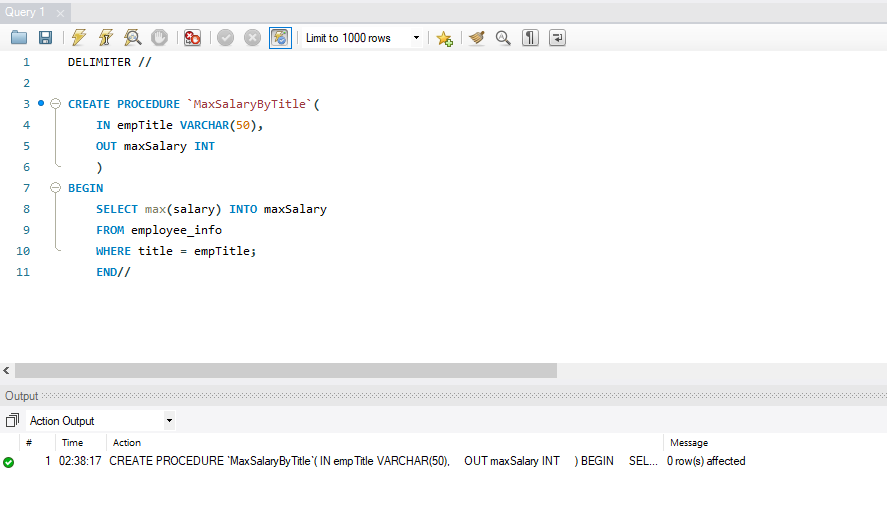 Query 1
Limit to 1000 rows
1 DELIMITER //
2
3 CREATE PROCEDURE `MaxSalaryByTitle`(
4 IN empTitle VARCHAR(50),
5 OUT maxSalary INT
6 )
7 BEGIN
8 SELECT max(salary) INTO maxSalary
9 FROM employee_info
10 WHERE title = empTitle;
11 END//
Output
Action Output
# Time Action Message
1 02:38:17 CREATE PROCEDURE `MaxSalaryByTitle`( IN empTitle VARCHAR(50), OUT maxSalary INT ) BEGIN SEL... 0 row(s) affected